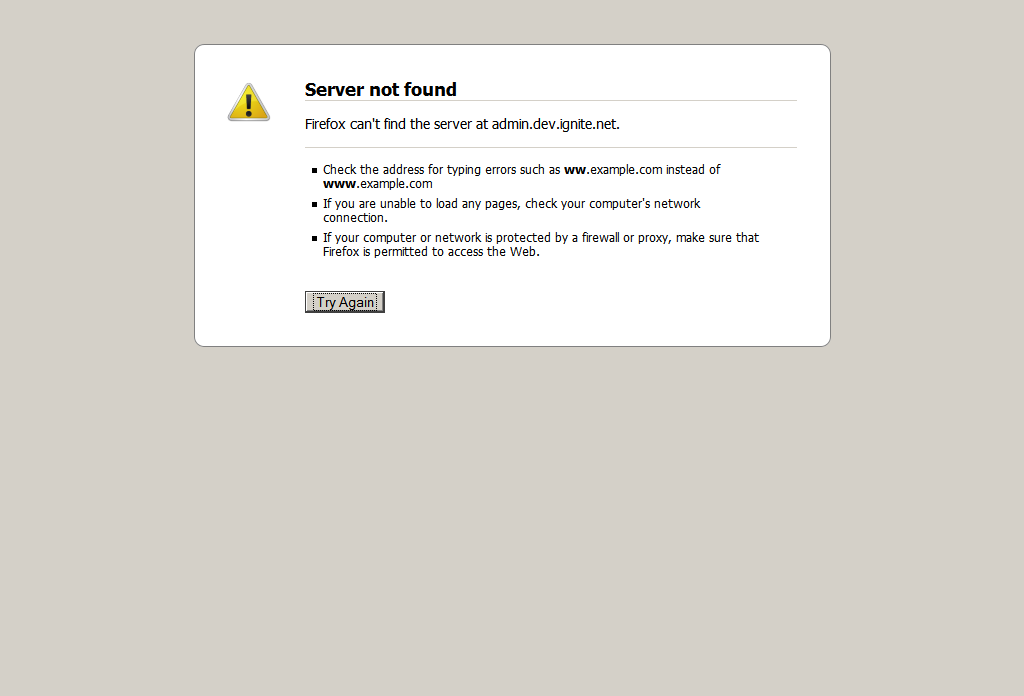 Server not found
Firefox can't find the server at admin.dev.ignite.net.
Check the address for typing errors such as ww.example.com instead of
www.example.com
If you are unable to load any pages, check your computer's network
connection.
If your computer or network is protected by a firewall or proxy, make sure that
Firefox is permitted to access the Web.
Try Again